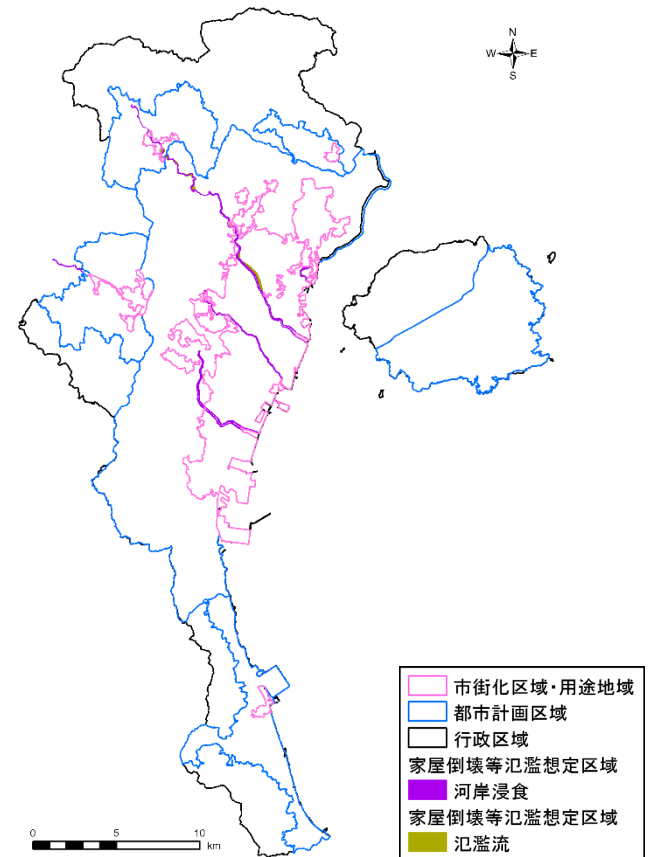 N
W E
S
市街化区域・用途地域
都市計画区域
行政区域
家屋倒壊等氾濫想定区域
河岸浸食
家屋倒壊等氾濫想定区域
氾濫流
0 5 10
km